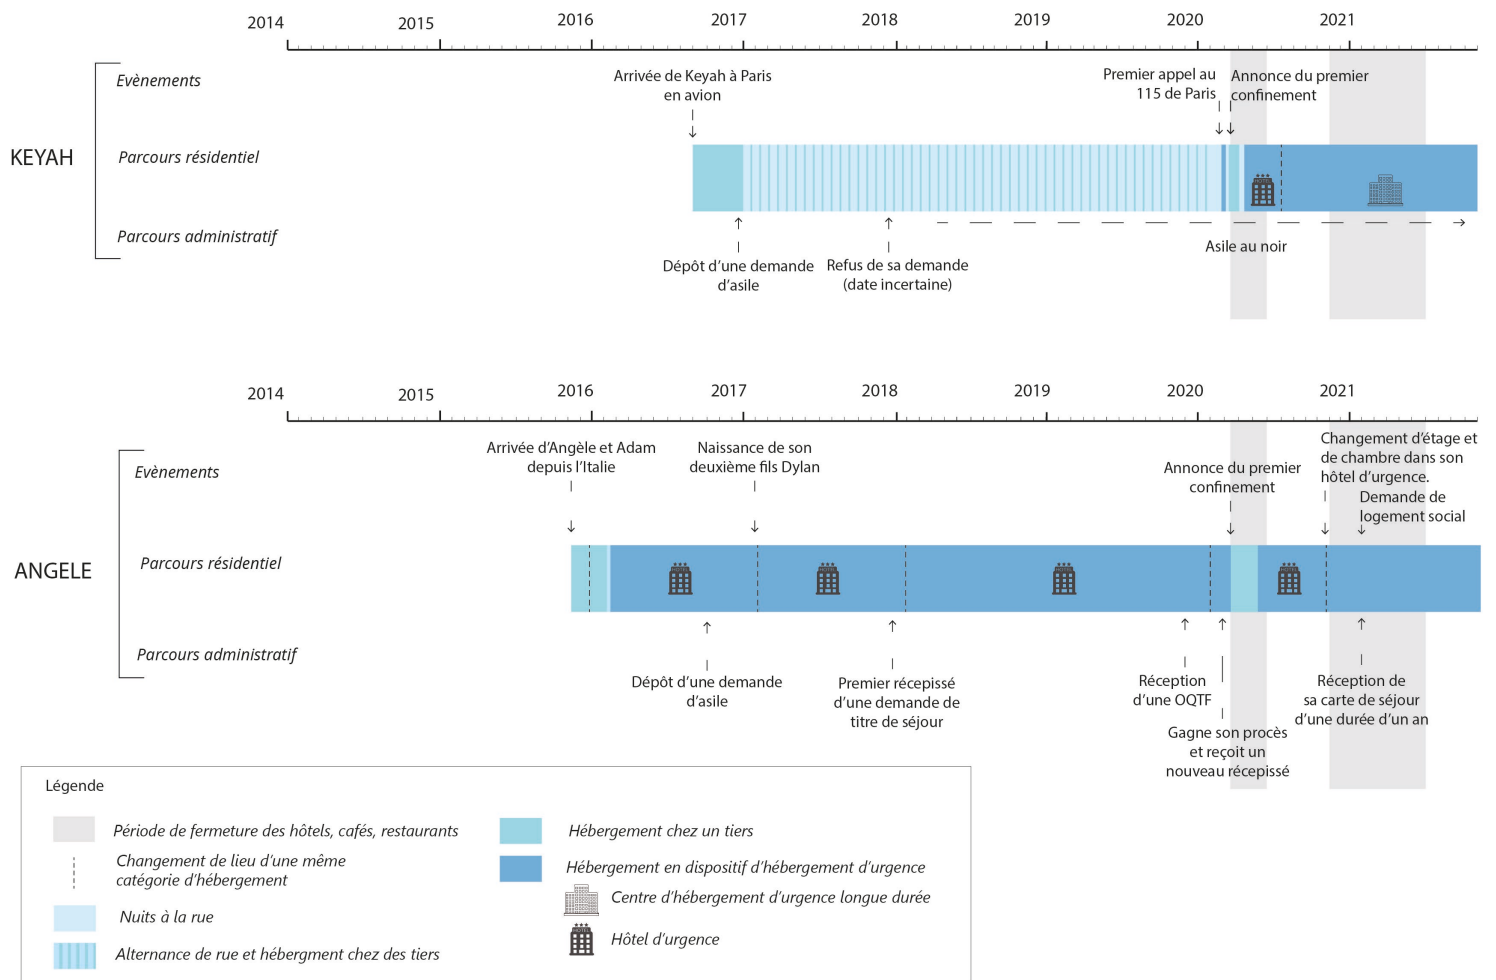 2014 2015 2016 2017 2018 2019 2020 2021
Evènements
Arrivée de Keyah à Paris
en avion
Premier appel au
115 de Paris
Annonce du premier
confinement
KEYAH
Parcours résidentiel
Parcours administratif
Dépôt d’une demande
d’asile
Refus de sa demande
(date incertaine)
Asile au noir
2014 2015 2016 2017 2018 2019 2020 2021
Evènements
Arrivée d’Angèle et Adam
depuis l’Italie
Naissance de son
deuxième fils Dylan
Annonce du premier
confinement
Changement d’étage et
de chambre dans son
hôtel d’urgence.
Demande de
logement social
ANGELE
Parcours résidentiel
Parcours administratif
Dépôt d’une demande
d’asile
Premier récepissé
d’une demande de
titre de séjour
Réception
d’une OQTF
Gagne son procès
et reçoit un
nouveau récepissé
Réception de
sa carte de séjour
d’une durée d’un an
Légende
Période de fermeture des hôtels, cafés, restaurants
Changement de lieu d’une même
catégorie d’hébergement
Nuits à la rue
Alternance de rue et hébergment chez des tiers
Hébergement chez un tiers
Hébergement en dispositif d’hébergement d’urgence
Centre d’hébergement d’urgence longue durée
Hôtel d’urgence